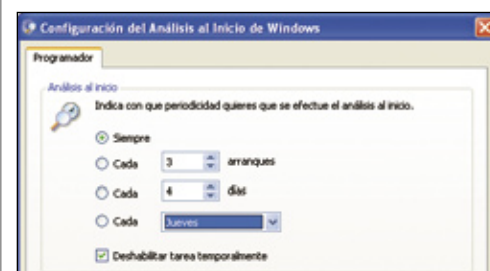 Configuración del Análisis al Inicio de Windows
Programador
Análisis al inicio
Indica con que periodicidad quieres que se efectue el análisis al inicio.
Siempre
Cada 3 arranques
Cada 4 días
Cada Jueves
Deshabilitar tarea temporalmente